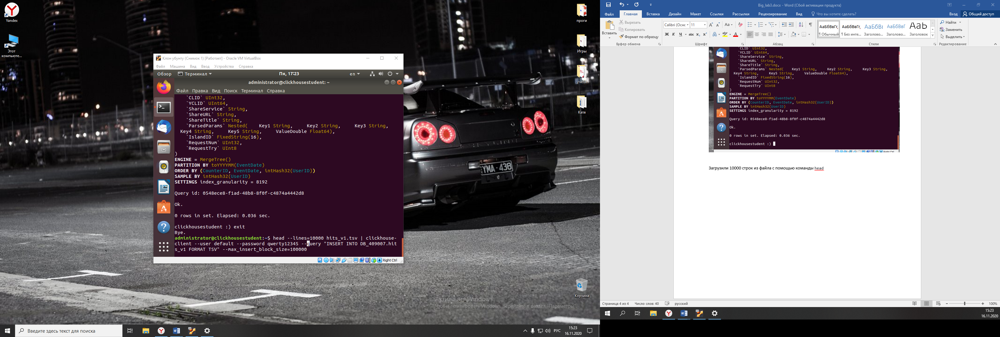 Yandex
Этот
компьюте...
проги
Игры
учеба
Катя
Корзина
Клон убунту (Снимок 1) [Работает] - Oracle VM VirtualBox
Файл Машина Вид Ввод Устройства Справка
Обзор Терминал Пн, 17:23 en
administrator@clickhousestudent: ~
Файл Правка Вид Поиск Терминал Справка
`CLID` UInt32,
`YCLID` UInt64,
`ShareService` String,
`ShareURL` String,
`ShareTitle` String,
`ParsedParams` Nested( Key1 String, Key2 String, Key3 String,
Key4 String, Key5 String, ValueDouble Float64),
`IslandID` FixedString(16),
`RequestNum` UInt32,
`RequestTry` UInt8
)
ENGINE = MergeTree()
PARTITION BY toYYYYMM(EventDate)
ORDER BY (CounterID, EventDate, intHash32(UserID))
SAMPLE BY intHash32(UserID)
SETTINGS index_granularity = 8192
Query id: 0548ece8-f1ad-48b8-8f0f-c4874a4442d8
Ok.
0 rows in set. Elapsed: 0.036 sec.
clickhousestudent :) exit
Bye.
administrator@clickhousestudent:~$ head --lines=10000 hits_v1.tsv | clickhouse-
client --user default --password qwerty12345 --query "INSERT INTO DB_409007.hit
s_v1 FORMAT TSV" --max_insert_block_size=100000
Right Ctrl
YMA·438
Активация Windows
Чтобы активировать Windows, перейдите в раздел "Параметры".
Введите здесь текст для поиска
РУС
15:23
16.11.2020
Big_lab3.docx - Word (Сбой активации продукта)
Файл Главная Вставка Дизайн Макет Ссылки Рассылки Рецензирование Вид Что вы хотите сделать? Вход Общий доступ
Вставить
Вырезать
Копировать
Формат по образцу
Буфер обмена
Calibri (Оснс 11
Ж К Ч abc x₂ x²
Шрифт
Абзац
АаБбВвГг, АаБбВвГг, АаБбВв АаБбВвГ АаЬ
¶ Обычный ¶ Без инте... Заголово... Заголово... Заголовок
Стили
Найти
Заменить
Выделить
Редактирование
`CLID` UInt32,
`YCLID` UInt64,
`ShareService` String,
`ShareURL` String,
`ShareTitle` String,
`ParsedParams` Nested( Key1 String, Key2 String, Key3 String,
Key4 String, Key5 String, ValueDouble Float64),
`IslandID` FixedString(16),
`RequestNum` UInt32,
`RequestTry` UInt8
)
ENGINE = MergeTree()
PARTITION BY toYYYYMM(EventDate)
ORDER BY (CounterID, EventDate, intHash32(UserID))
SAMPLE BY intHash32(UserID)
SETTINGS index_granularity = 8192
Query id: 0548ece8-f1ad-48b8-8f0f-c4874a4442d8
Ok.
0 rows in set. Elapsed: 0.036 sec.
clickhousestudent :)
Right Ctrl
Загрузили 10000 строк из файла с помощью команды head
Страница 4 из 4 Число слов: 40 русский 100%
15:23
16.11.2020